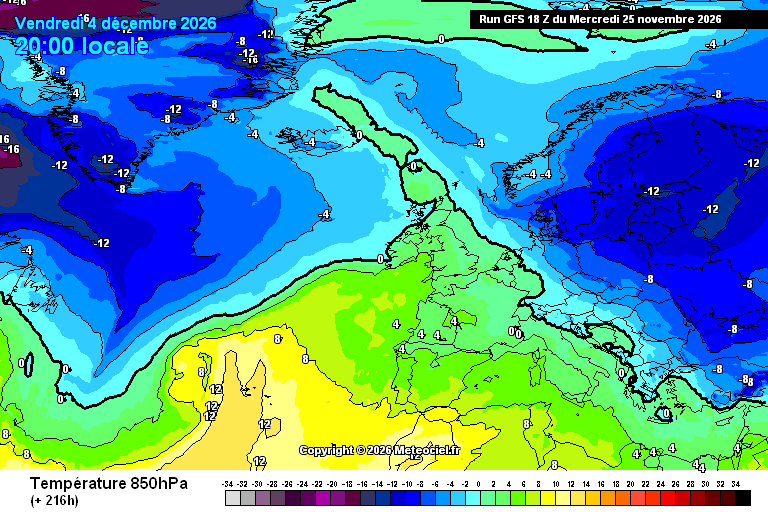 Vendredi 4 décembre 2026
20:00 locale
Run GFS 18 Z du Mercredi 25 novembre 2026
Copyright © 2026 Meteociel.fr
Température 850hPa
(+ 216h)
-34 -32 -30 -28 -26 -24 -22 -20 -18 -16 -14 -12 -10 -8 -6 -4 -2 0 2 4 6 8 10 12 14 16 18 20 22 24 26 28 30 32 34